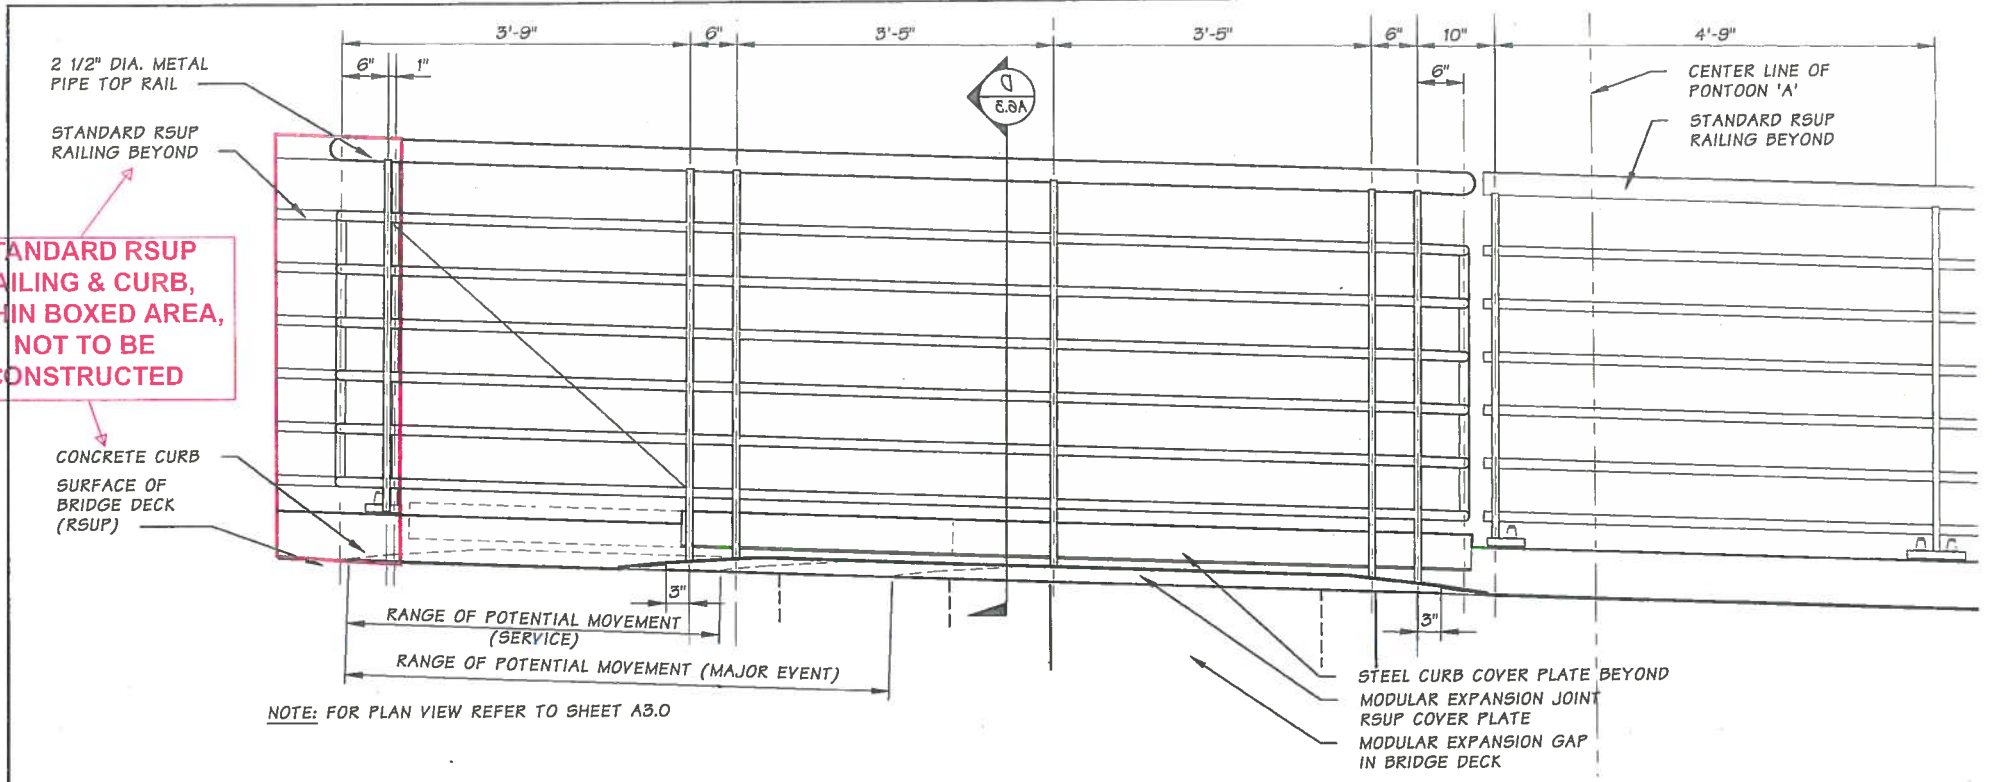 3'-9"
6"
3'-5"
3'-5"
6"
10"
4'-9"
6"
1"
6"
2 1/2" DIA. METAL
PIPE TOP RAIL
D
A6.3
CENTER LINE OF
PONTOON 'A'
STANDARD RSUP
RAILING BEYOND
STANDARD RSUP
RAILING BEYOND
TANDARD RSUP
AILING & CURB,
HIN BOXED AREA,
NOT TO BE
CONSTRUCTED
CONCRETE CURB
SURFACE OF
BRIDGE DECK
(RSUP)
3"
3"
RANGE OF POTENTIAL MOVEMENT
(SERVICE)
RANGE OF POTENTIAL MOVEMENT (MAJOR EVENT)
STEEL CURB COVER PLATE BEYOND
MODULAR EXPANSION JOINT
RSUP COVER PLATE
MODULAR EXPANSION GAP
IN BRIDGE DECK
NOTE: FOR PLAN VIEW REFER TO SHEET A3.0